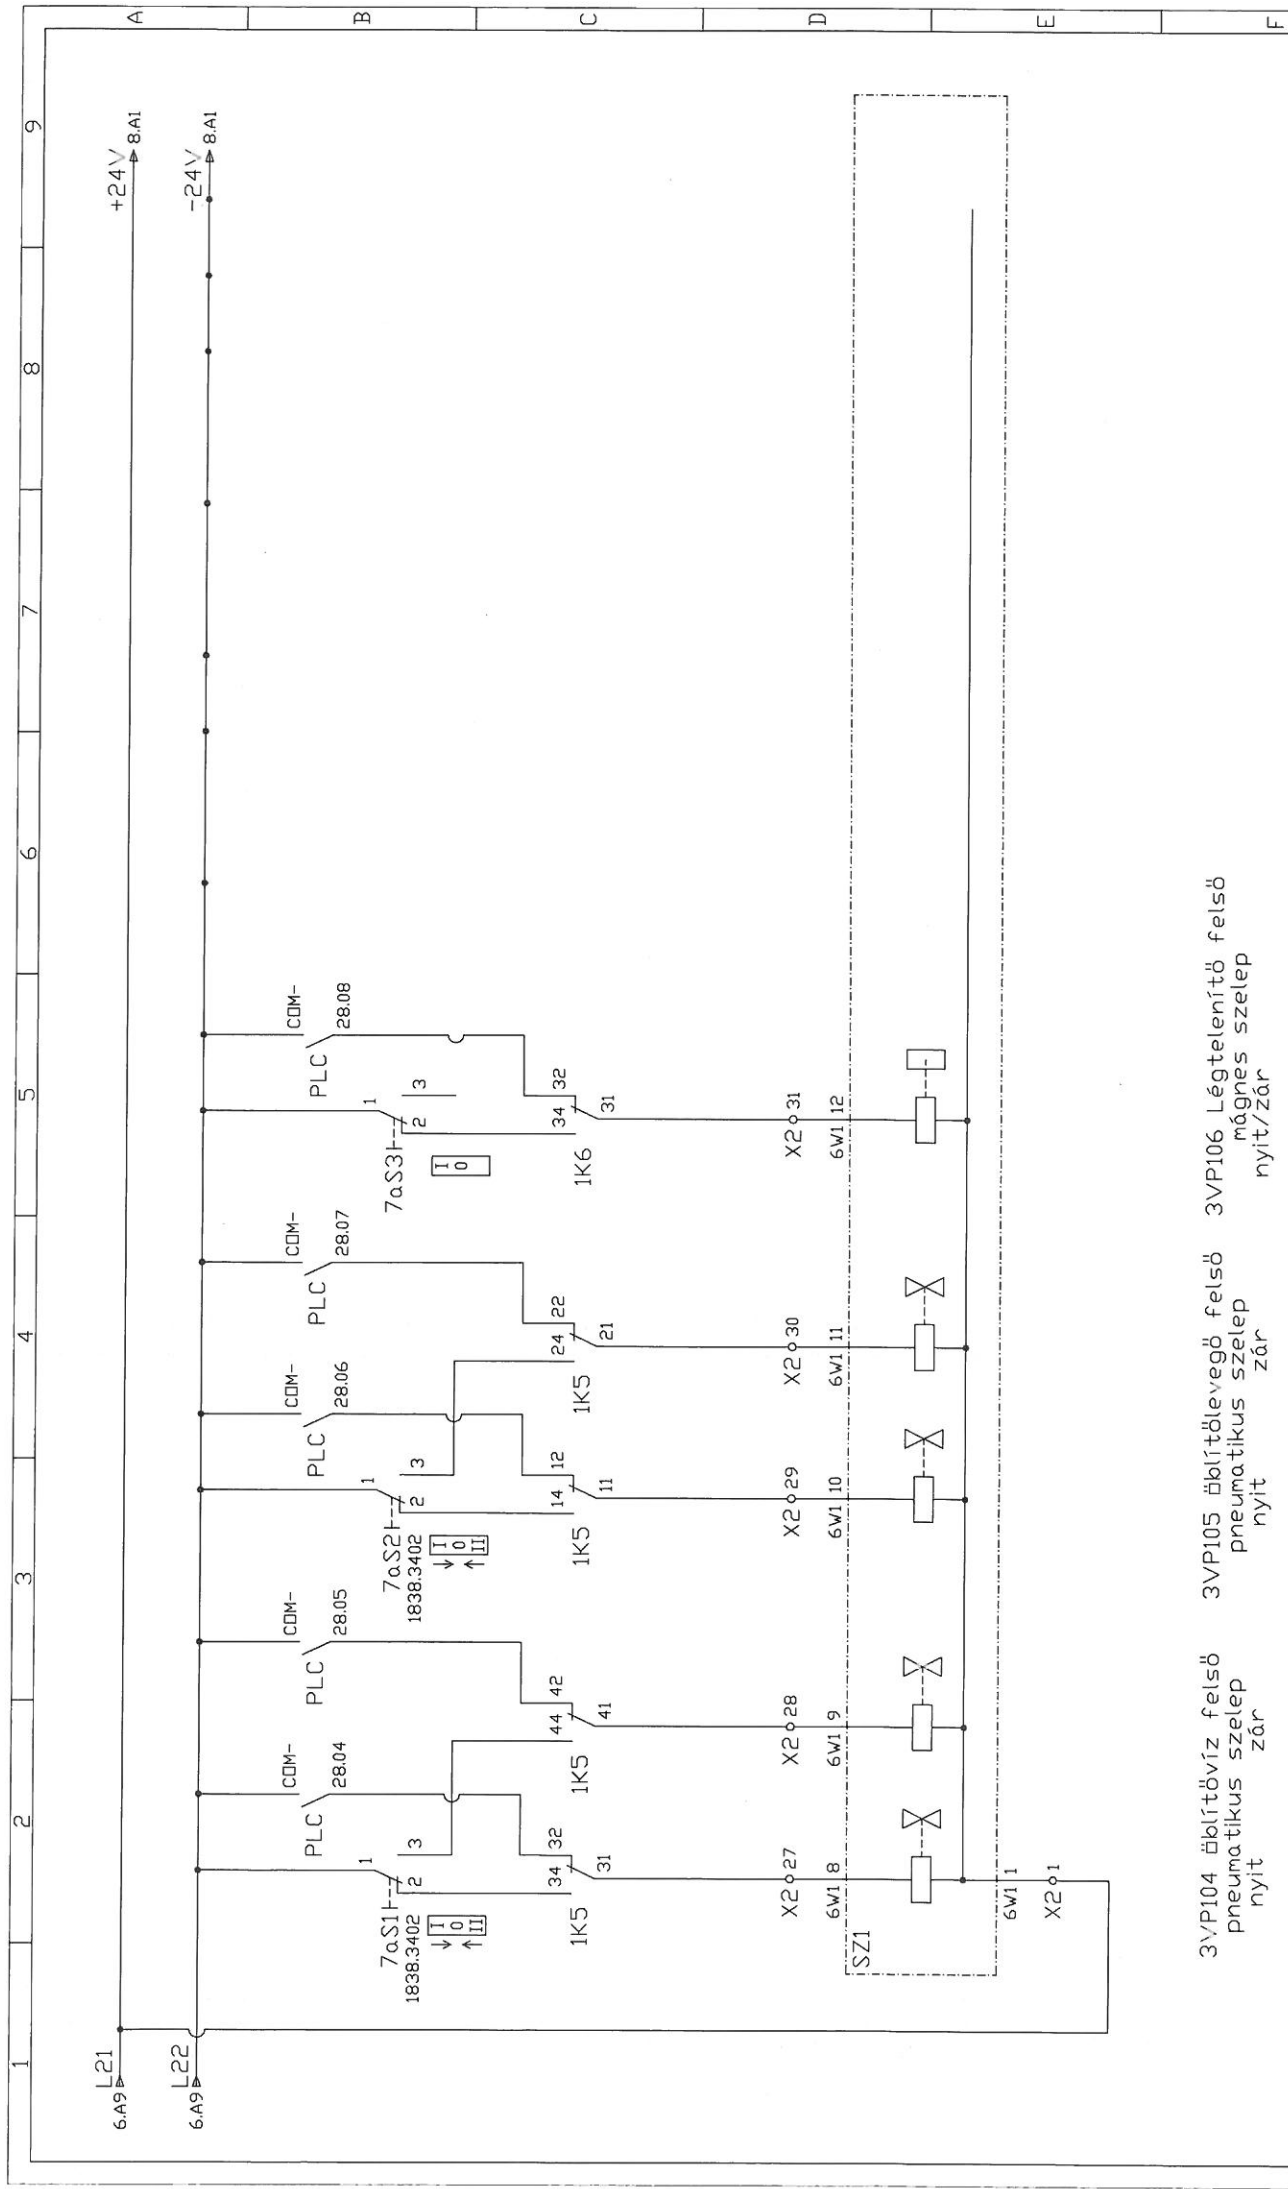 1 2 3 4 5 6 7 8 9
A
B
C
D
E
F
6.A9 L21 +24V 8.A1
6.A9 L22 -24V 8.A1
COM- COM- COM- COM- COM-
PLC 28.04 PLC 28.05 PLC 28.06 PLC 28.07 PLC 28.08
7aS1 1 2 3
1838.3402
I
0
II
7aS2 1 2 3
1838.3402
I
0
II
7aS3 1 2 3
I
0
34 32 44 42 14 12 24 22 34 32
31 41 11 21 31
1K5 1K5 1K5 1K5 1K6
X2 27 X2 28 X2 29 X2 30 X2 31
6W1 8 6W1 9 6W1 10 6W1 11 6W1 12
SZ1
6W1 1
X2 1
3VP104 öblítővíz felső
pneumatikus szelep
nyit zár
3VP105 öblítőlevegő felső
pneumatikus szelep
nyit zár
3VP106 Légtelenítő felső
mágnes szelep
nyit/zár